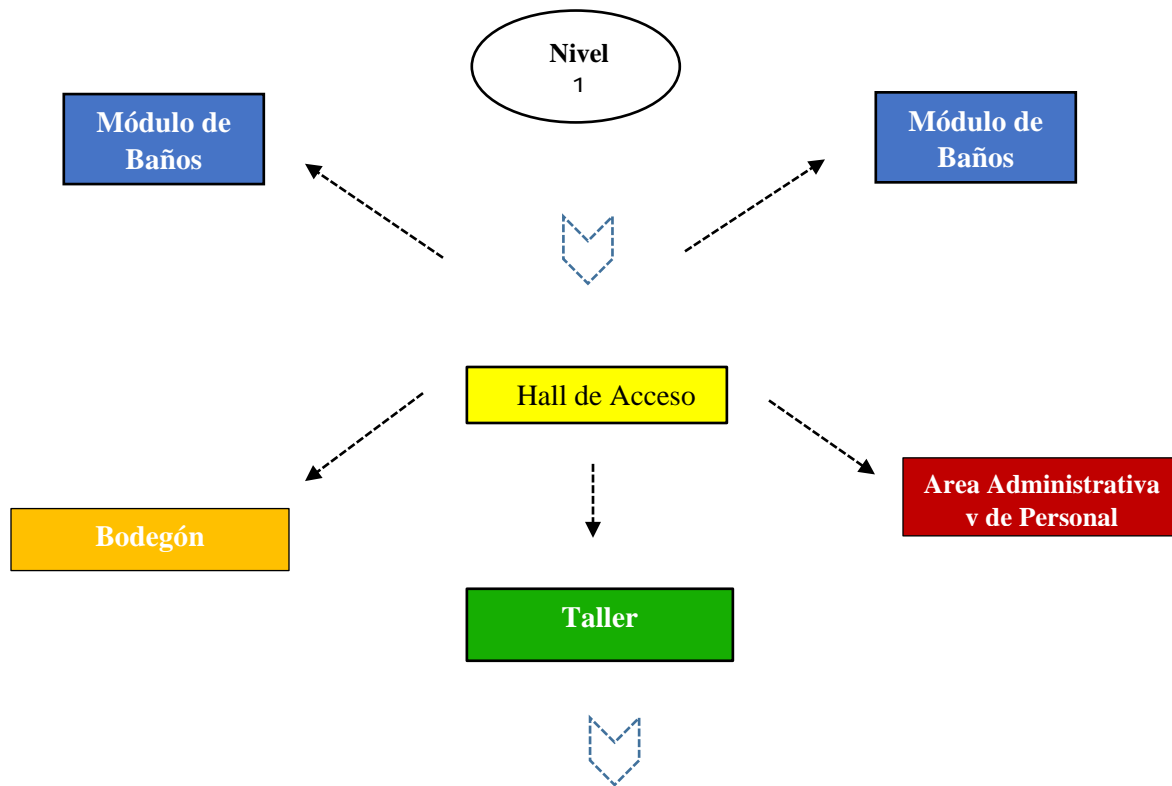 Nivel
1
Módulo de
Baños
Módulo de
Baños
Hall de Acceso
Area Administrativa
y de Personal
Bodegón
Taller